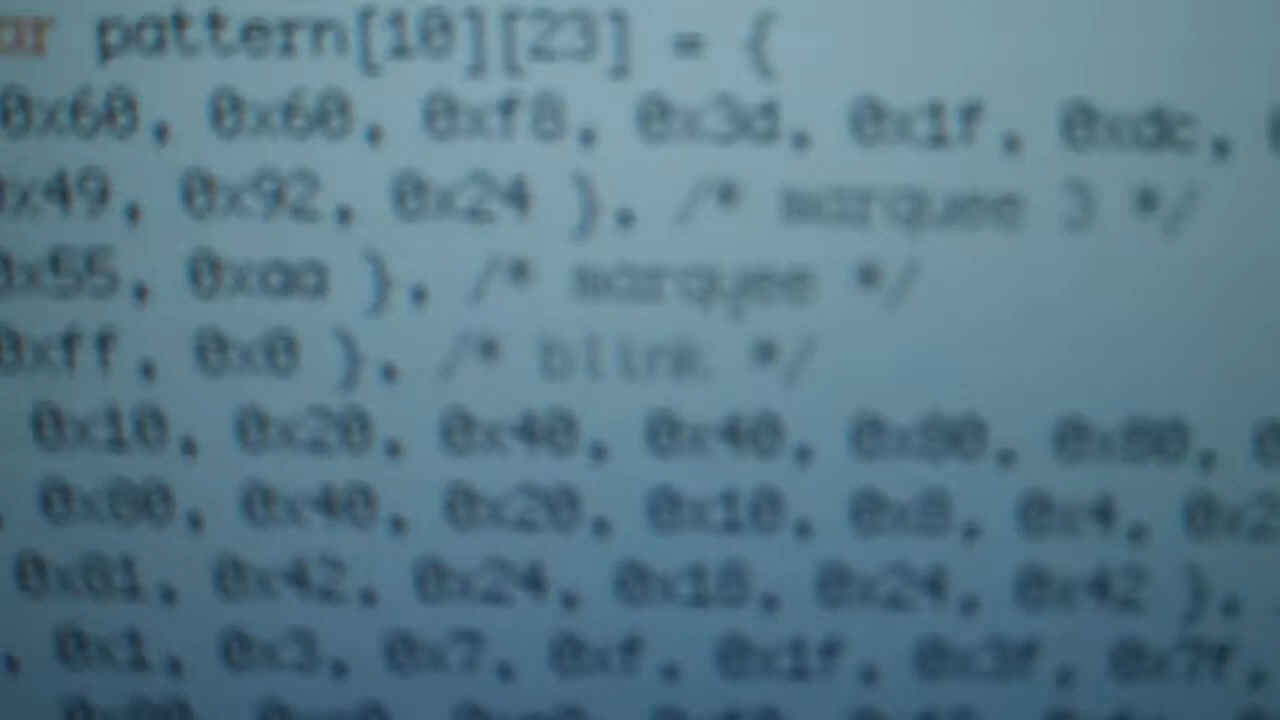 ar pattern[10][23] = {
0x60, 0x60, 0xf8, 0x3d, 0x1f, 0xdc,
0x49, 0x92, 0x24 }, /* marquee 3 */
0x55, 0xaa }, /* marquee */
0xff, 0x0 }, /* blink */
0x10, 0x20, 0x40, 0x40, 0x80, 0x80,
, 0x80, 0x40, 0x20, 0x10, 0x8, 0x4, 0x2
0x81, 0x42, 0x24, 0x18, 0x24, 0x42 },
, 0x1, 0x3, 0x7, 0xf, 0x1f, 0x3f, 0x7f,